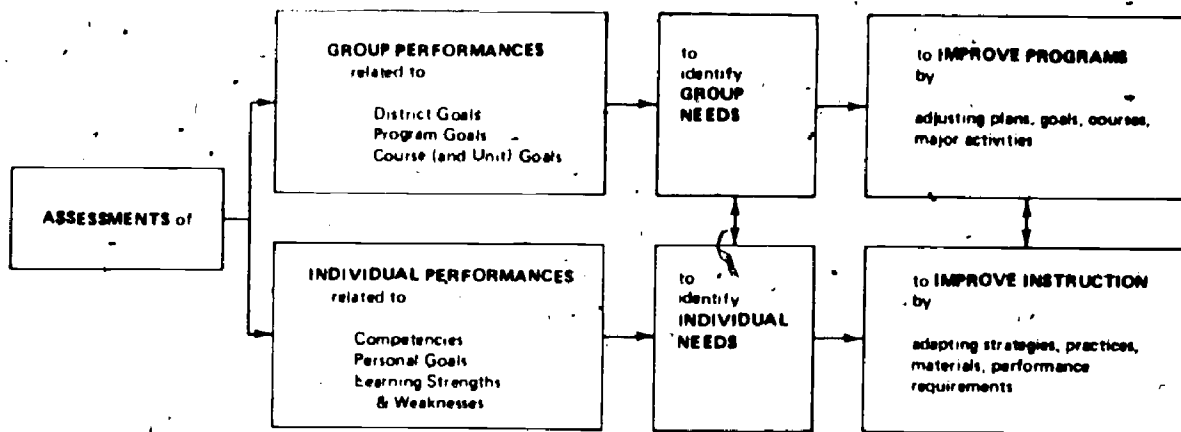 ASSESSMENTS of
GROUP PERFORMANCES
related to
District Goals
Program Goals
Course (and Unit) Goals
to
identify
GROUP
NEEDS
to IMPROVE PROGRAMS
by
adjusting plans, goals, courses,
major activities
INDIVIDUAL PERFORMANCES
related to
Competencies
Personal Goals
Learning Strengths
& Weaknesses
to
identify
INDIVIDUAL
NEEDS
to IMPROVE INSTRUCTION
by
adapting strategies, practices,
materials, performance
requirements